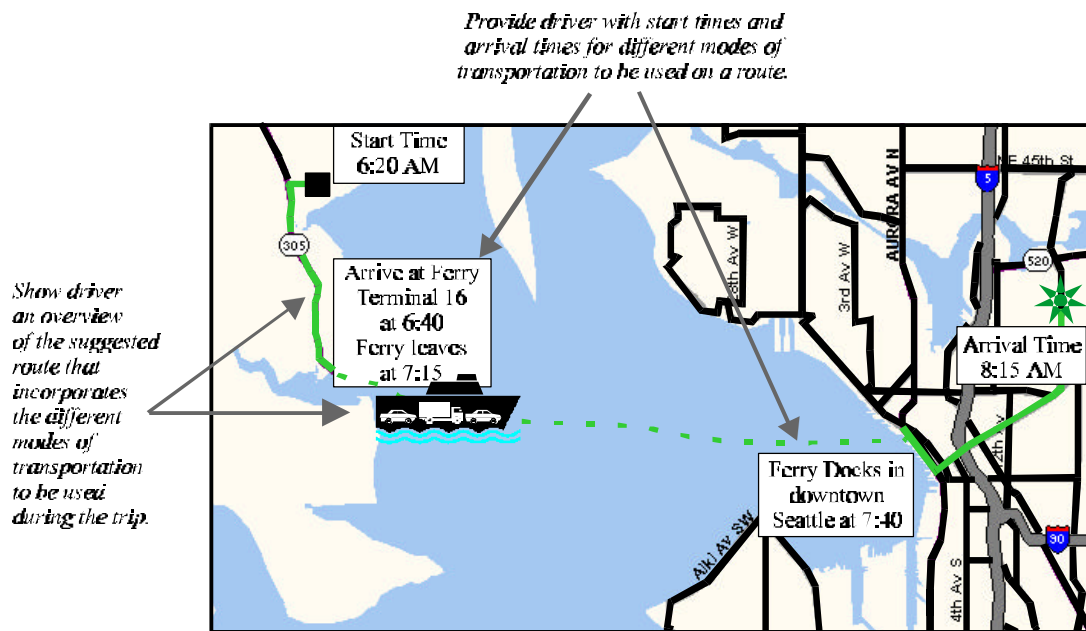 Provide driver with start times and
arrival times for different modes of
transportation to be used on a route.
Start Time
6:20 AM
NE 45th St
5
AURORA AV N
305
28th Av W
3rd Av W
520
Arrive at Ferry
Terminal 16
at 6:40
Ferry leaves
at 7:15
Show driver
an overview
of the suggested
route that
incorporates
the different
modes of
transportation
to be used
during the trip.
Arrival Time
8:15 AM
12th Av
Ferry Docks in
downtown
Seattle at 7:40
Alki Av SW
4th Av S
90